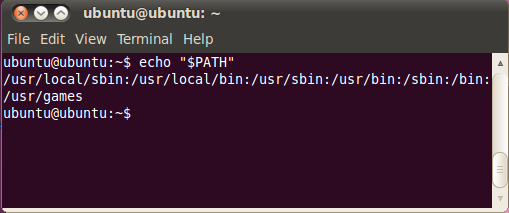 ubuntu@ubuntu: ~
File Edit View Terminal Help
ubuntu@ubuntu:~$ echo "$PATH"
/usr/local/sbin:/usr/local/bin:/usr/sbin:/usr/bin:/sbin:/bin:
/usr/games
ubuntu@ubuntu:~$